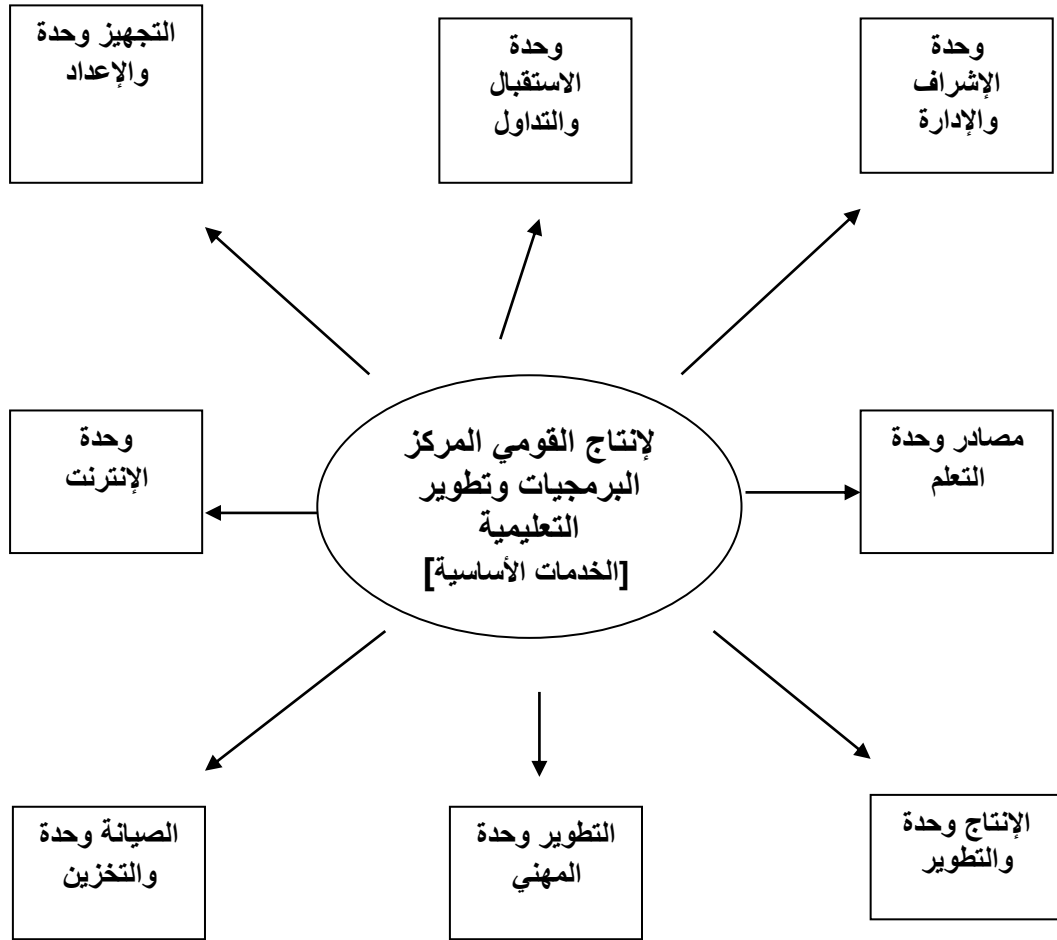 وحدة
الإشراف
والإدارة
وحدة
الاستقبال
والتداول
التجهيز وحدة
والإعداد
مصادر وحدة
التعلم
لإنتاج القومي المركز
البرمجيات وتطوير
التعليمية
[الخدمات الأساسية]
وحدة
الإنترنت
الإنتاج وحدة
والتطوير
التطوير وحدة
المهني
الصيانة وحدة
والتخزين